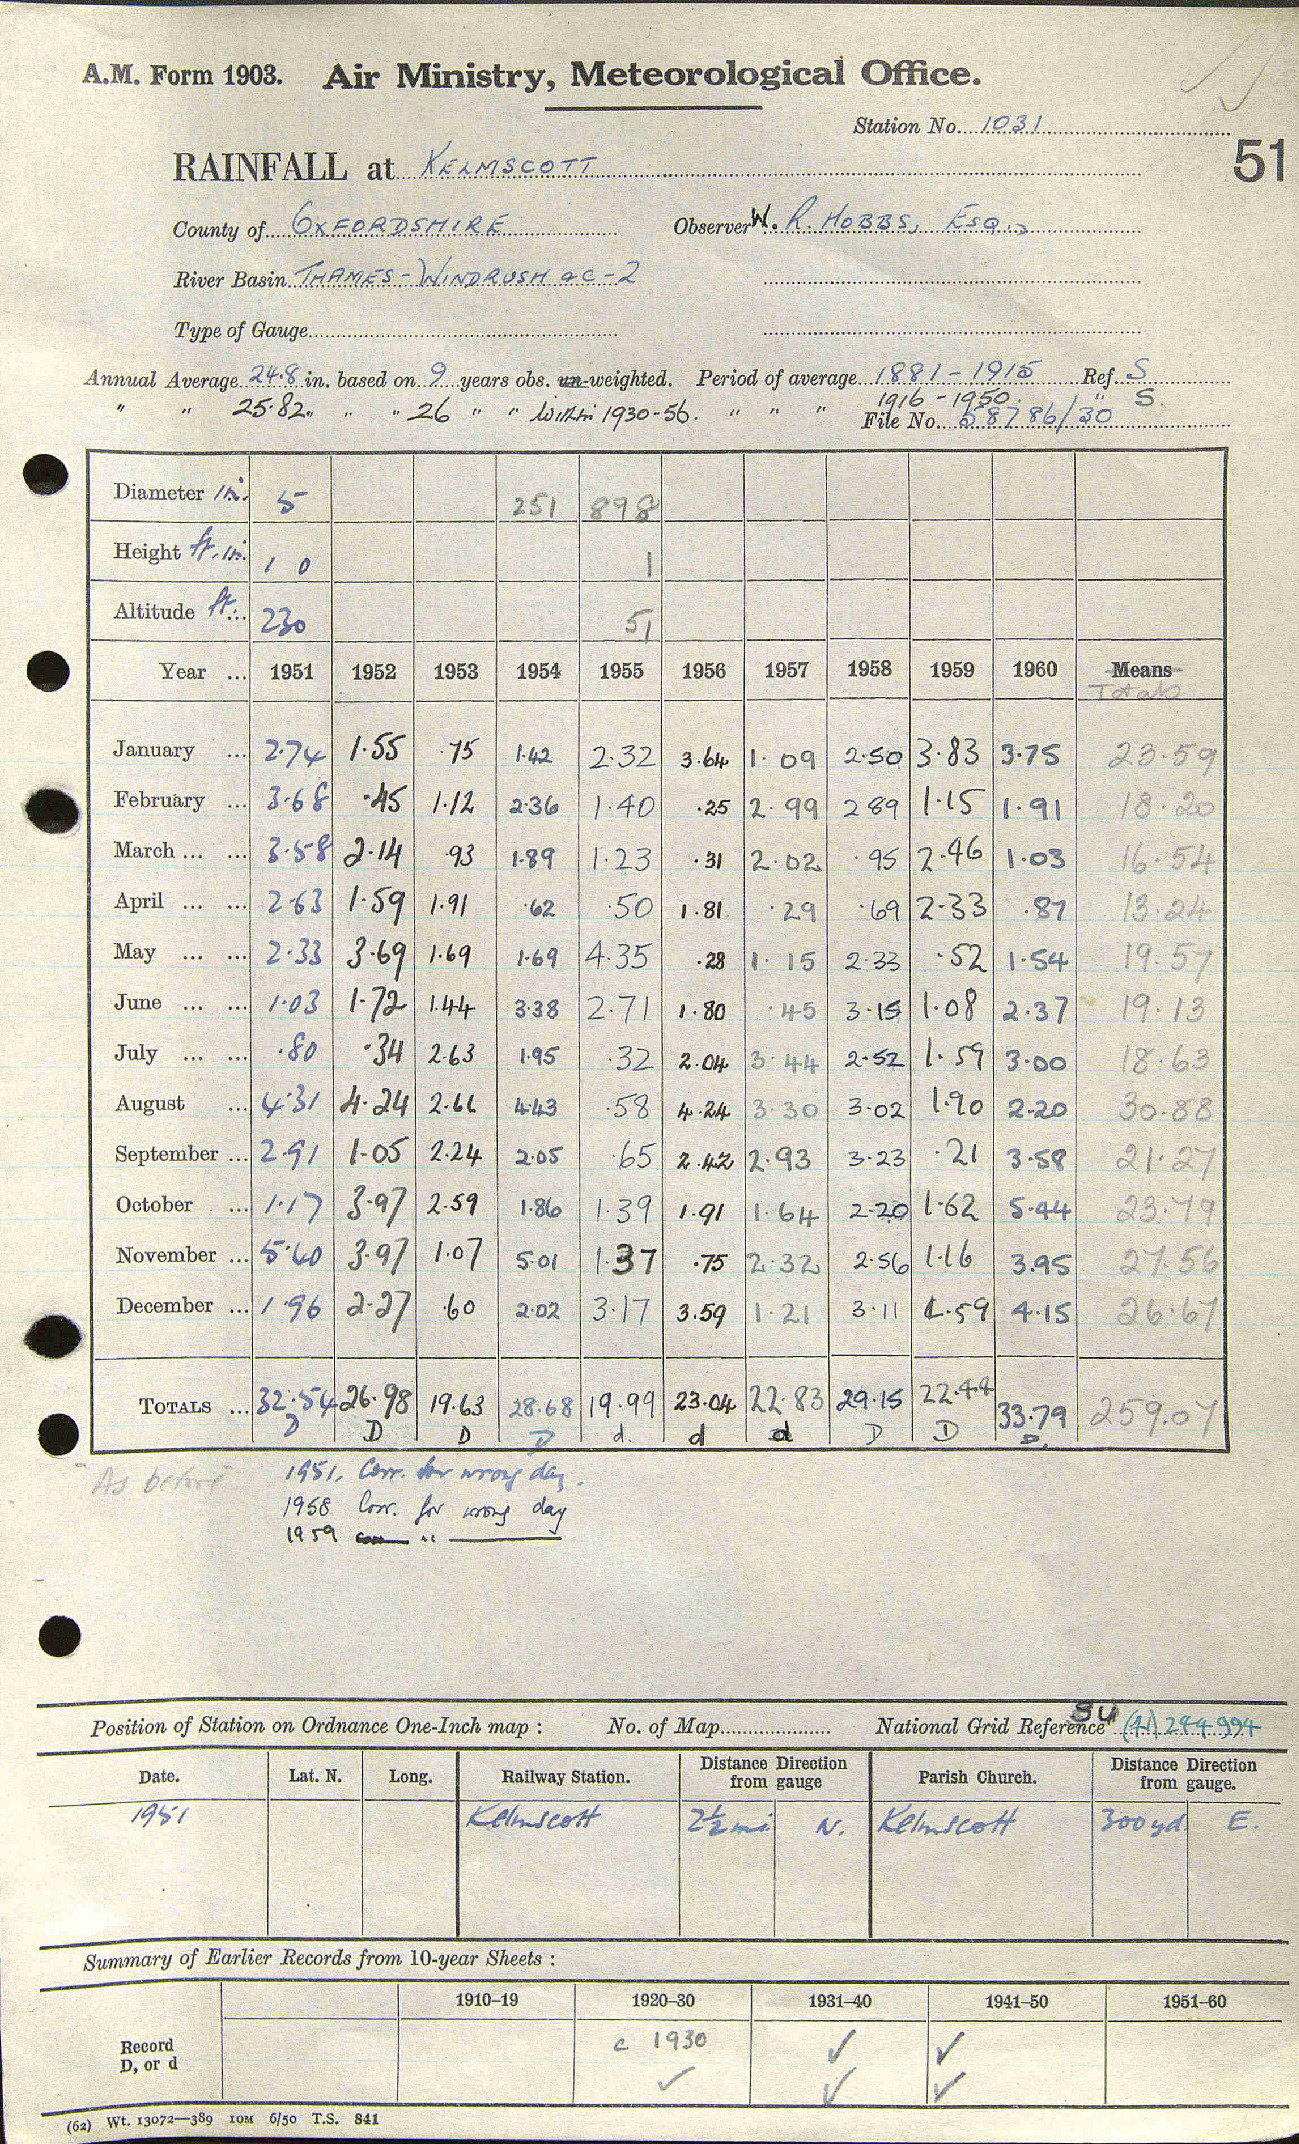 A.M. Form 1903. Air Ministry, Meteorological Office.
Station No. 1031
51
RAINFALL at KELMSCOTT
County of OXFORDSHIRE Observer W. R. HOBBS, ESQ.,
River Basin THAMES-WINDRUSH &C-2
Type of Gauge
Annual Average 24.8 in. based on 9 years obs. un-weighted. Period of average 1881-1915 Ref. S
" " 25.82 " " " 26 " " within 1930-56. " " " 1916-1950. " S.
File No. 58786/30
Diameter in. 5 251 898
Height ft. in. 1 0 1
Altitude ft. 230 51
Year ... 1951 1952 1953 1954 1955 1956 1957 1958 1959 1960 Means
Totals
January ... 2.74 1.55 .75 1.42 2.32 3.64 1.09 2.50 3.83 3.75 23.59
February ... 3.68 .45 1.12 2.36 1.40 .25 2.99 2.89 1.15 1.91 18.20
March ... ... 3.58 2.14 .93 1.89 1.23 .31 2.02 .95 2.46 1.03 16.54
April ... ... 2.63 1.59 1.91 .62 .50 1.81 .29 .69 2.33 .87 13.24
May ... ... 2.33 3.69 1.69 1.69 4.35 .28 1.15 2.33 .52 1.54 19.57
June ... ... 1.03 1.72 1.44 3.38 2.71 1.80 .45 3.15 1.08 2.37 19.13
July ... ... .80 .34 2.63 1.95 .32 2.04 3.44 2.52 1.59 3.00 18.63
August ... 4.31 4.24 2.66 4.43 .58 4.24 3.30 3.02 1.90 2.20 30.88
September ... 2.91 1.05 2.24 2.05 .65 2.42 2.93 3.23 .21 3.58 21.27
October ... 1.17 3.97 2.59 1.86 1.39 1.91 1.64 2.20 1.62 5.44 23.79
November ... 5.40 3.97 1.07 5.01 1.37 .75 2.32 2.56 1.16 3.95 27.56
December ... 1.96 2.27 .60 2.02 3.17 3.59 1.21 3.11 4.59 4.15 26.67
TOTALS ... 32.54 26.98 19.63 28.68 19.99 23.04 22.83 29.15 22.44 33.79 259.07
D D D D d. d d D D D.
"As before" 1951. Corr. for wrong day.
1958 Corr. for wrong day
1959 "
Position of Station on Ordnance One-Inch map : No. of Map National Grid Reference SU (41) 244994
Date. Lat. N. Long. Railway Station. Distance Direction from gauge Parish Church. Distance Direction from gauge.
1951 Kelmscott 2½ mi N. Kelmscott 300 yd. E.
Summary of Earlier Records from 10-year Sheets :
1910–19 1920–30 1931–40 1941–50 1951–60
Record c 1930 ✓ ✓
D, or d ✓ ✓ ✓
(62) Wt. 13072—389 10M 6/50 T.S. 841